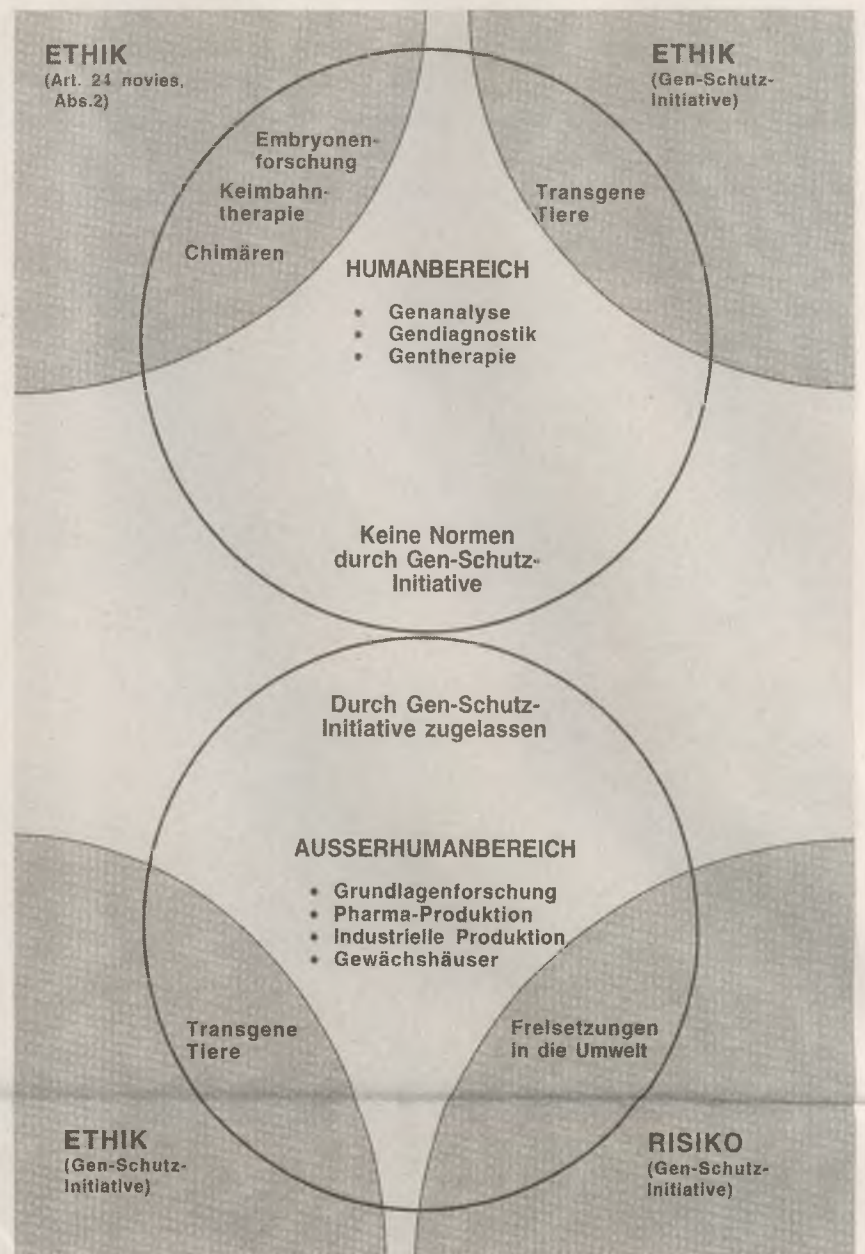 ETHIK
(Art. 24 novies,
Abs.2)
ETHIK
(Gen-Schutz-
Initiative)
Embryonen-
forschung
Keimbahn-
therapie
Chimären
Transgene
Tiere
HUMANBEREICH
• Genanalyse
• Gendiagnostik
• Gentherapie
Keine Normen
durch Gen-Schutz-
Initiative
Durch Gen-Schutz-
Initiative zugelassen
AUSSERHUMANBEREICH
• Grundlagenforschung
• Pharma-Produktion
• Industrielle Produktion
• Gewächshäuser
Transgene
Tiere
Freisetzungen
in die Umwelt
ETHIK
(Gen-Schutz-
Initiative)
RISIKO
(Gen-Schutz-
Initiative)